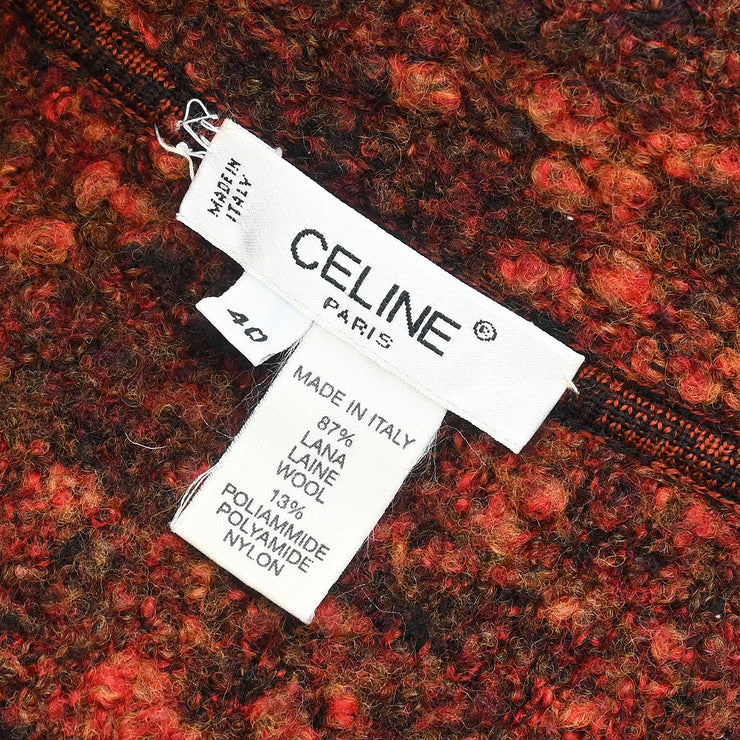 MADE IN
ITALY
CELINE®
PARIS
40
MADE IN ITALY
87%
LANA
LAINE
WOOL
13%
POLIAMMIDE
POLYAMIDE
NYLON